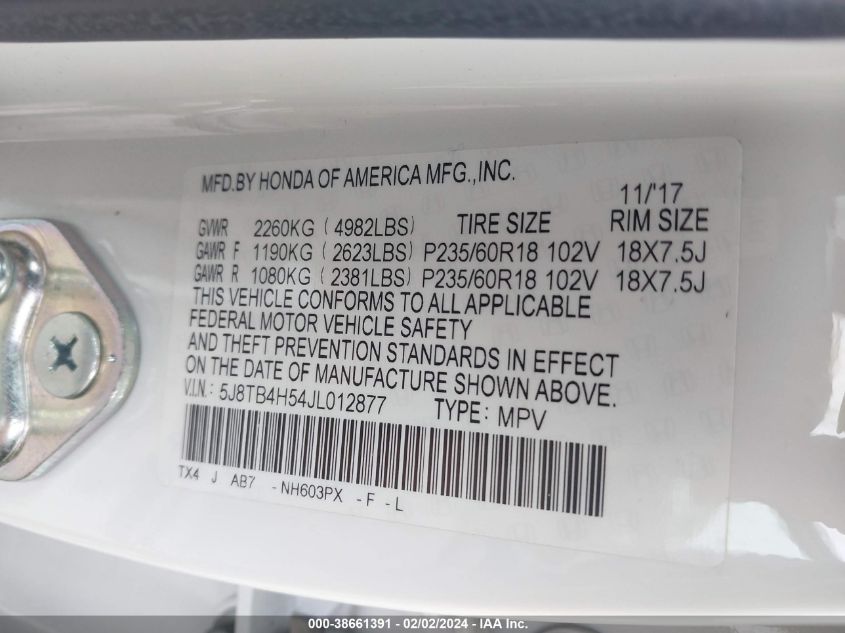 MFD.BY HONDA OF AMERICA MFG.,INC.
11/'17
GVWR 2260KG (4982LBS) TIRE SIZE RIM SIZE
GAWR F 1190KG (2623LBS) P235/60R18 102V 18X7.5J
GAWR R 1080KG (2381LBS) P235/60R18 102V 18X7.5J
THIS VEHICLE CONFORMS TO ALL APPLICABLE
FEDERAL MOTOR VEHICLE SAFETY
AND THEFT PREVENTION STANDARDS IN EFFECT
ON THE DATE OF MANUFACTURE SHOWN ABOVE.
V.I.N.: 5J8TB4H54JL012877 TYPE: MPV
TX4 J AB7 -NH603PX -F -L
000-38661391 - 02/02/2024 - IAA Inc.